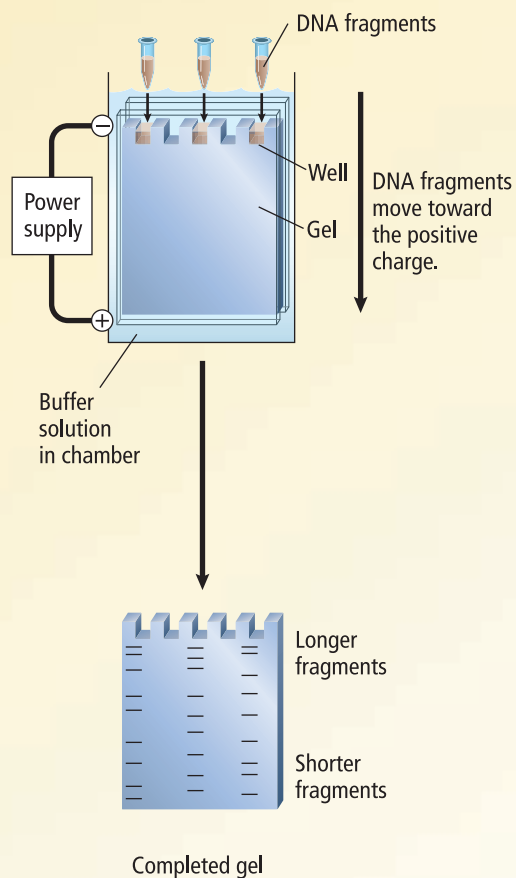 DNA fragments
−
Well
Power
supply
DNA fragments
move toward
the positive
charge.
Gel
+
Buffer
solution
in chamber
Longer
fragments
Shorter
fragments
Completed gel